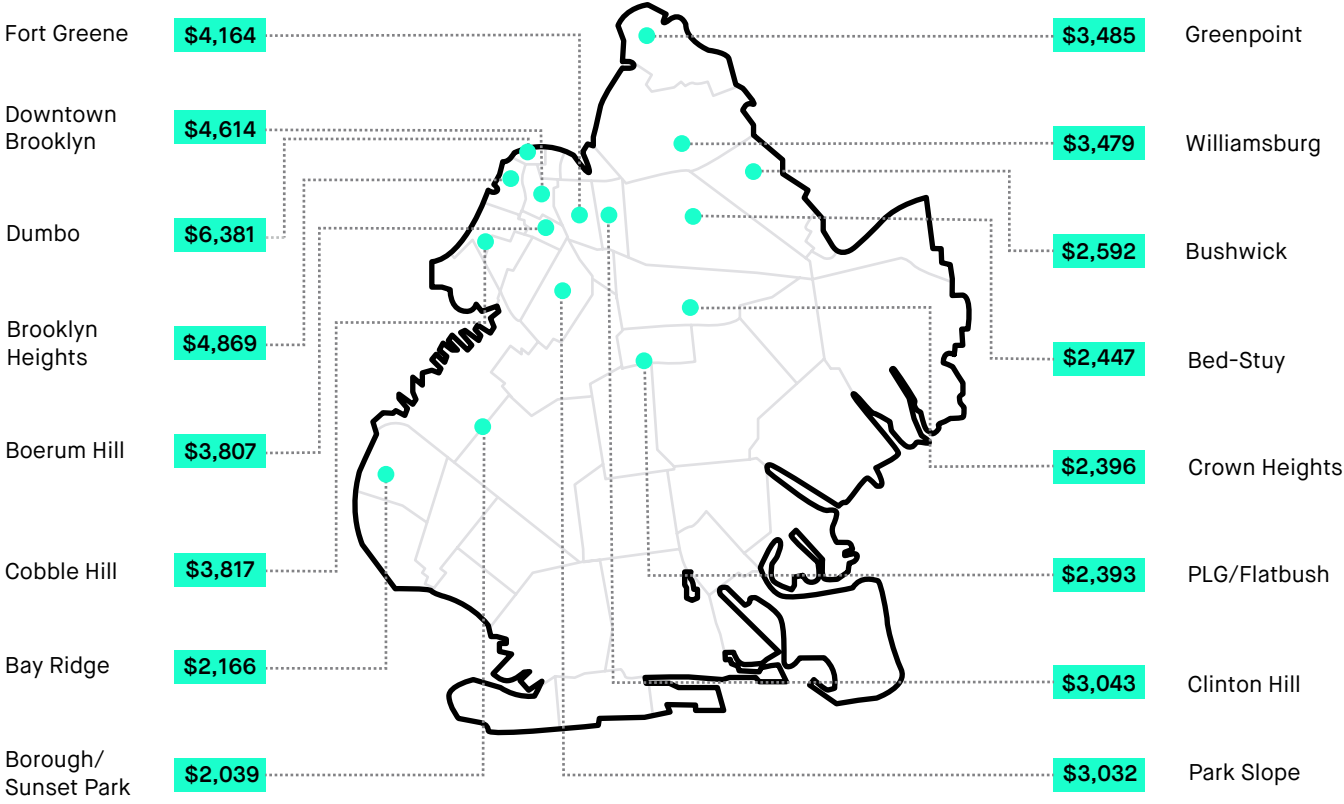 Fort Greene
$4,164
Downtown
Brooklyn
$4,614
Dumbo
$6,381
Brooklyn
Heights
$4,869
Boerum Hill
$3,807
Cobble Hill
$3,817
Bay Ridge
$2,166
Borough/
Sunset Park
$2,039
$3,485
Greenpoint
$3,479
Williamsburg
$2,592
Bushwick
$2,447
Bed-Stuy
$2,396
Crown Heights
$2,393
PLG/Flatbush
$3,043
Clinton Hill
$3,032
Park Slope